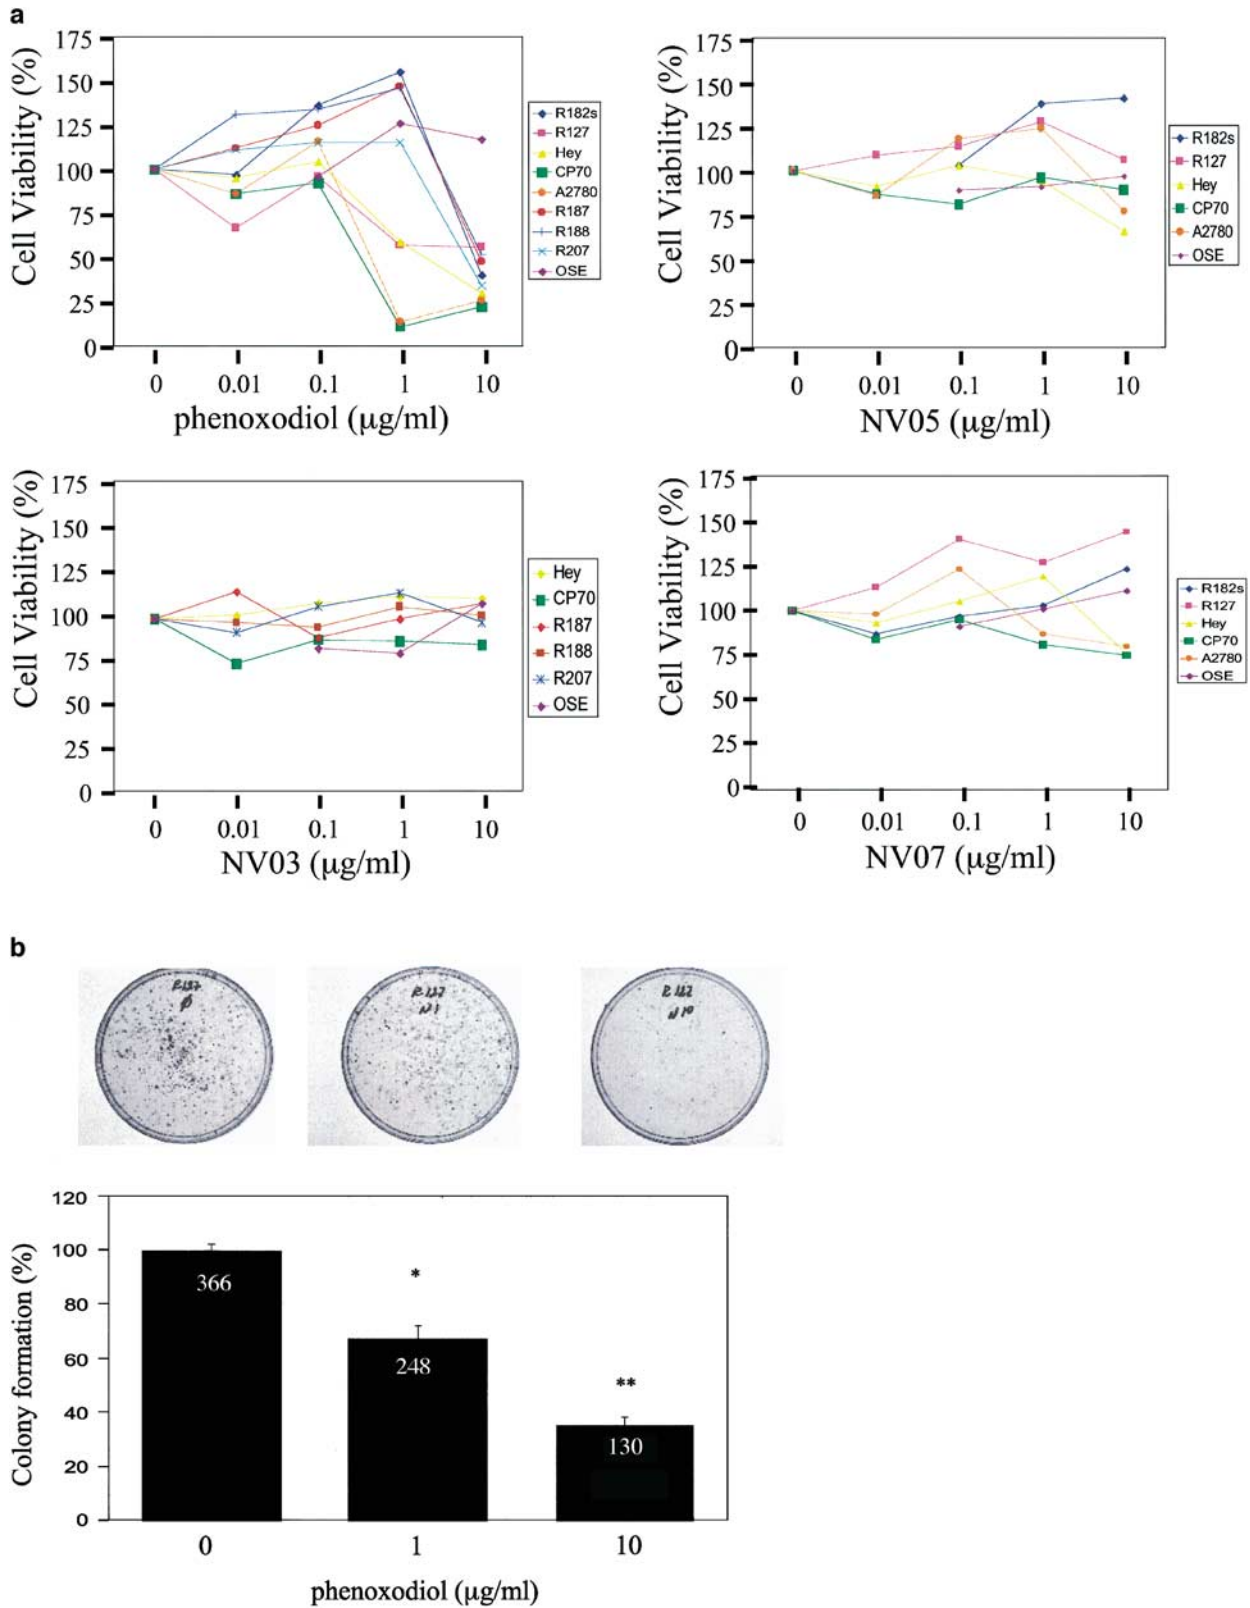 a
Cell Viability (%)
175
150
125
100
75
50
25
0
0 0.01 0.1 1 10
phenoxodiol (μg/ml)
R182s
R127
Hey
CP70
A2780
R187
R188
R207
OSE
Cell Viability (%)
175
150
125
100
75
50
25
0
0 0.01 0.1 1 10
NV05 (μg/ml)
R182s
R127
Hey
CP70
A2780
OSE
Cell Viability (%)
175
150
125
100
75
50
25
0
0 0.01 0.1 1 10
NV03 (μg/ml)
Hey
CP70
R187
R188
R207
OSE
Cell Viability (%)
175
150
125
100
75
50
25
0
0 0.01 0.1 1 10
NV07 (μg/ml)
R182s
R127
Hey
CP70
A2780
OSE
b
Colony formation (%)
120
100
80
60
40
20
0
366
*
248
**
130
0 1 10
phenoxodiol (μg/ml)